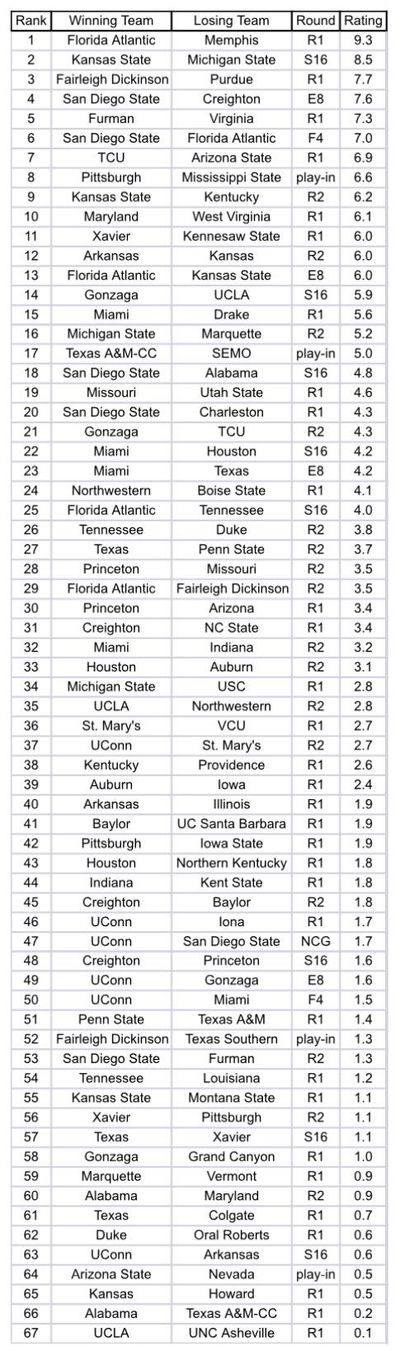 Rank Winning Team Losing Team Round Rating
1 Florida Atlantic Memphis R1 9.3
2 Kansas State Michigan State S16 8.5
3 Fairleigh Dickinson Purdue R1 7.7
4 San Diego State Creighton E8 7.6
5 Furman Virginia R1 7.3
6 San Diego State Florida Atlantic F4 7.0
7 TCU Arizona State R1 6.9
8 Pittsburgh Mississippi State play-in 6.6
9 Kansas State Kentucky R2 6.2
10 Maryland West Virginia R1 6.1
11 Xavier Kennesaw State R1 6.0
12 Arkansas Kansas R2 6.0
13 Florida Atlantic Kansas State E8 6.0
14 Gonzaga UCLA S16 5.9
15 Miami Drake R1 5.6
16 Michigan State Marquette R2 5.2
17 Texas A&M-CC SEMO play-in 5.0
18 San Diego State Alabama S16 4.8
19 Missouri Utah State R1 4.6
20 San Diego State Charleston R1 4.3
21 Gonzaga TCU R2 4.3
22 Miami Houston S16 4.2
23 Miami Texas E8 4.2
24 Northwestern Boise State R1 4.1
25 Florida Atlantic Tennessee S16 4.0
26 Tennessee Duke R2 3.8
27 Texas Penn State R2 3.7
28 Princeton Missouri R2 3.5
29 Florida Atlantic Fairleigh Dickinson R2 3.5
30 Princeton Arizona R1 3.4
31 Creighton NC State R1 3.4
32 Miami Indiana R2 3.2
33 Houston Auburn R2 3.1
34 Michigan State USC R1 2.8
35 UCLA Northwestern R2 2.8
36 St. Mary's VCU R1 2.7
37 UConn St. Mary's R2 2.7
38 Kentucky Providence R1 2.6
39 Auburn Iowa R1 2.4
40 Arkansas Illinois R1 1.9
41 Baylor UC Santa Barbara R1 1.9
42 Pittsburgh Iowa State R1 1.9
43 Houston Northern Kentucky R1 1.8
44 Indiana Kent State R1 1.8
45 Creighton Baylor R2 1.8
46 UConn Iona R1 1.7
47 UConn San Diego State NCG 1.7
48 Creighton Princeton S16 1.6
49 UConn Gonzaga E8 1.6
50 UConn Miami F4 1.5
51 Penn State Texas A&M R1 1.4
52 Fairleigh Dickinson Texas Southern play-in 1.3
53 San Diego State Furman R2 1.3
54 Tennessee Louisiana R1 1.2
55 Kansas State Montana State R1 1.1
56 Xavier Pittsburgh R2 1.1
57 Texas Xavier S16 1.1
58 Gonzaga Grand Canyon R1 1.0
59 Marquette Vermont R1 0.9
60 Alabama Maryland R2 0.9
61 Texas Colgate R1 0.7
62 Duke Oral Roberts R1 0.6
63 UConn Arkansas S16 0.6
64 Arizona State Nevada play-in 0.5
65 Kansas Howard R1 0.5
66 Alabama Texas A&M-CC R1 0.2
67 UCLA UNC Asheville R1 0.1